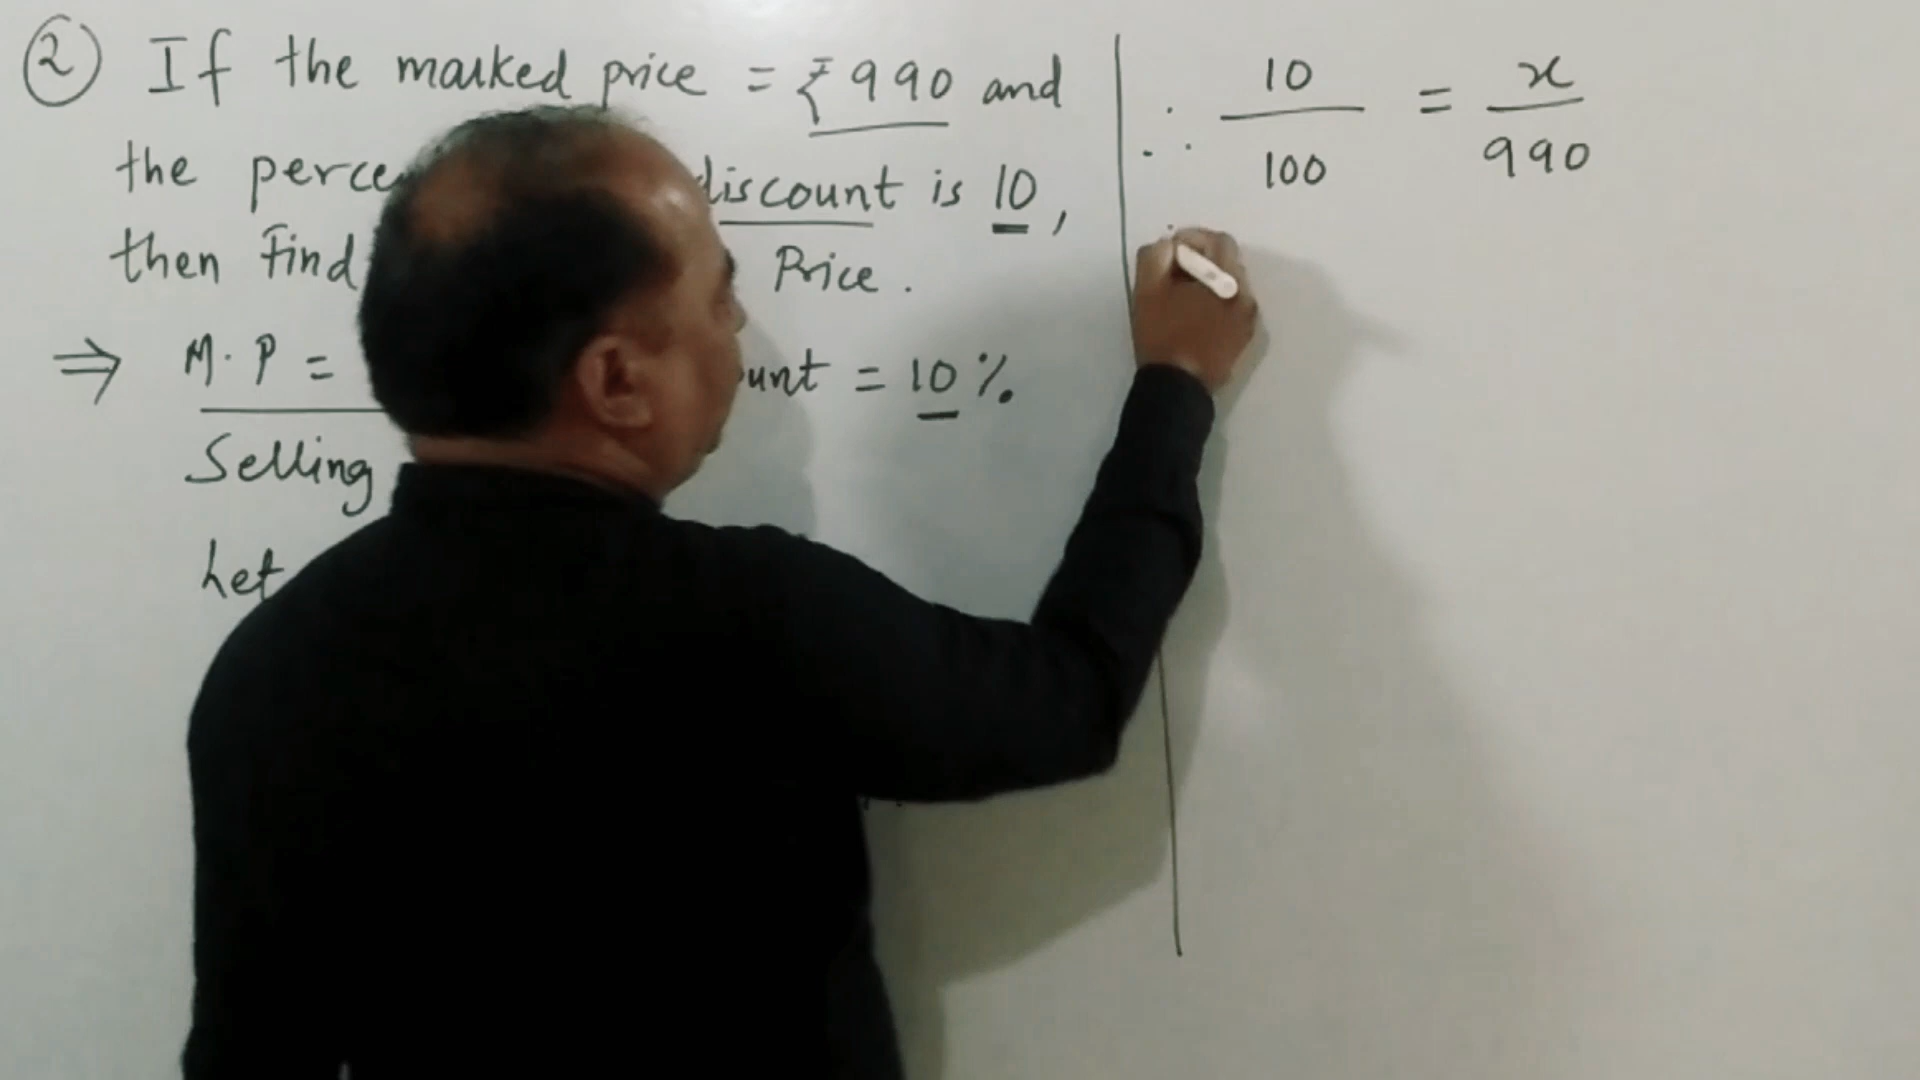 ② If the marked price = ₹990 and
the discount is 10,
then find Price.
⇒ M.P = = 10%
Selling
Let
∴ 10/100 = x/990